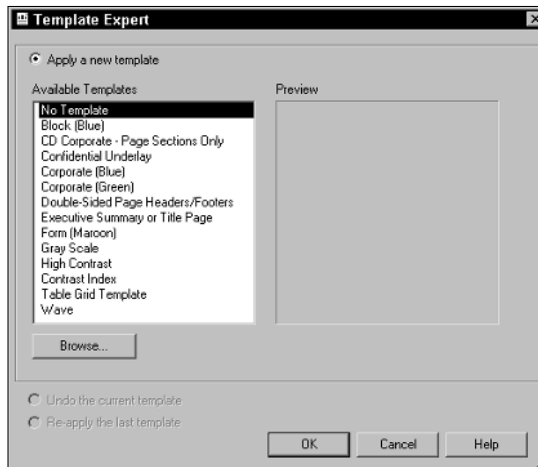 Template Expert
Apply a new template
Available Templates
Preview
No Template
Block (Blue)
CD Corporate - Page Sections Only
Confidential Underlay
Corporate (Blue)
Corporate (Green)
Double-Sided Page Headers/Footers
Executive Summary or Title Page
Form (Maroon)
Gray Scale
High Contrast
Contrast Index
Table Grid Template
Wave
Browse...
Undo the current template
Re-apply the last template
OK Cancel Help